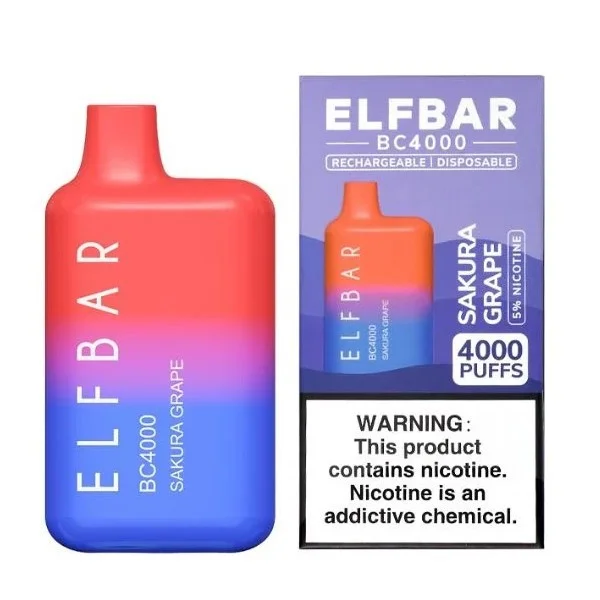 ELFBAR
BC4000
SAKURA GRAPE
ELFBAR
BC4000
RECHARGEABLE | DISPOSABLE
ELFBAR
BC4000
SAKURA GRAPE
SAKURA
GRAPE
5% NICOTINE
4000
PUFFS
WARNING:
This product
contains nicotine.
Nicotine is an
addictive chemical.